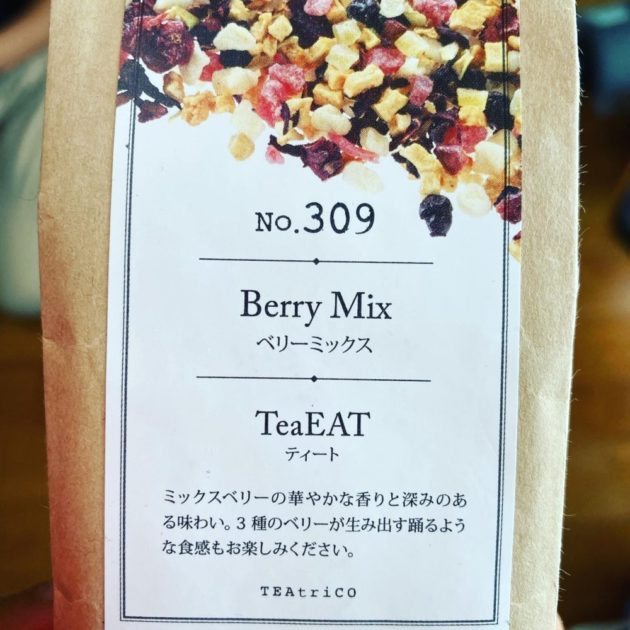 No.309
Berry Mix
ベリーミックス
TeaEAT
ティート
ミックスベリーの華やかな香りと深みのあ
る味わい。3種のベリーが生み出す踊るよう
な食感もお楽しみください。
TEAtriCO